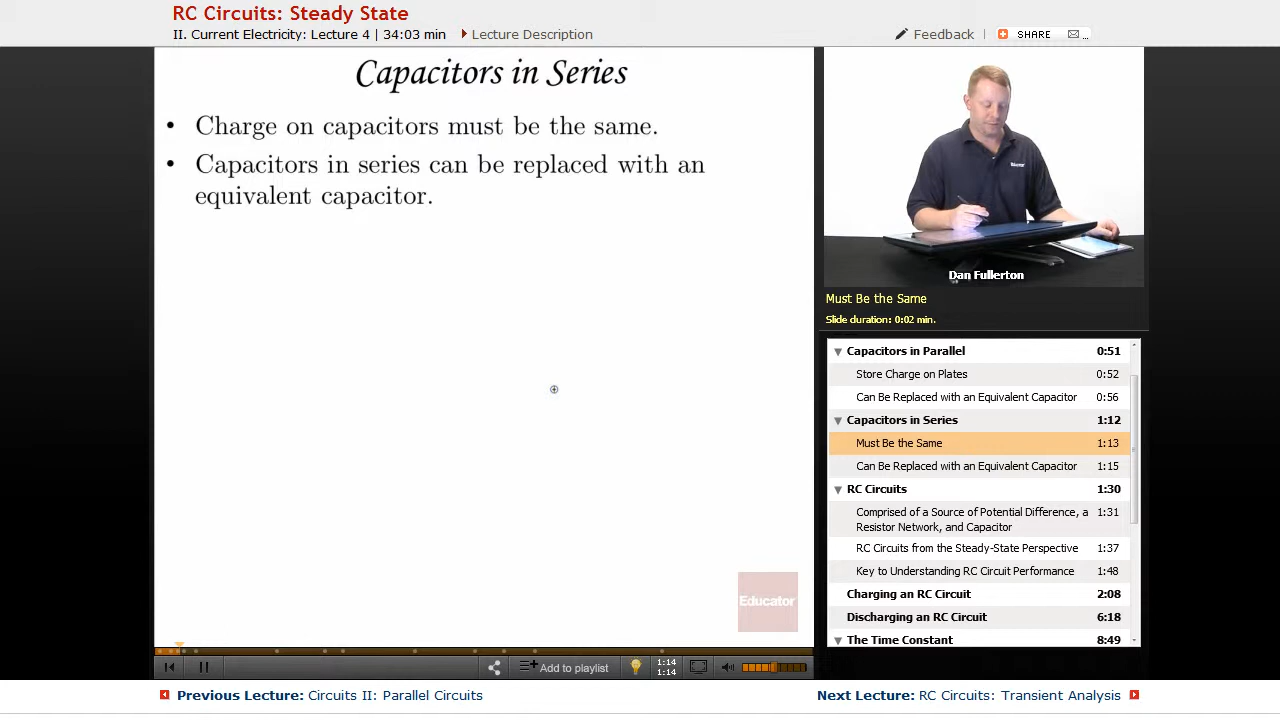 RC Circuits: Steady State
II. Current Electricity: Lecture 4 | 34:03 min
Lecture Description
Feedback
SHARE
Capacitors in Series
• Charge on capacitors must be the same.
• Capacitors in series can be replaced with an
equivalent capacitor.
Educator
Dan Fullerton
Must Be the Same
Slide duration: 0:02 min.
Capacitors in Parallel 0:51
Store Charge on Plates 0:52
Can Be Replaced with an Equivalent Capacitor 0:56
Capacitors in Series 1:12
Must Be the Same 1:13
Can Be Replaced with an Equivalent Capacitor 1:15
RC Circuits 1:30
Comprised of a Source of Potential Difference, a 1:31
Resistor Network, and Capacitor
RC Circuits from the Steady-State Perspective 1:37
Key to Understanding RC Circuit Performance 1:48
Charging an RC Circuit 2:08
Discharging an RC Circuit 6:18
The Time Constant 8:49
Add to playlist
1:14
1:14
Previous Lecture: Circuits II: Parallel Circuits
Next Lecture: RC Circuits: Transient Analysis